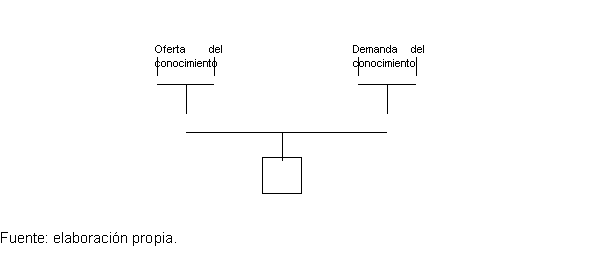 Oferta del
conocimiento
Demanda del
conocimiento
Fuente: elaboración propia.